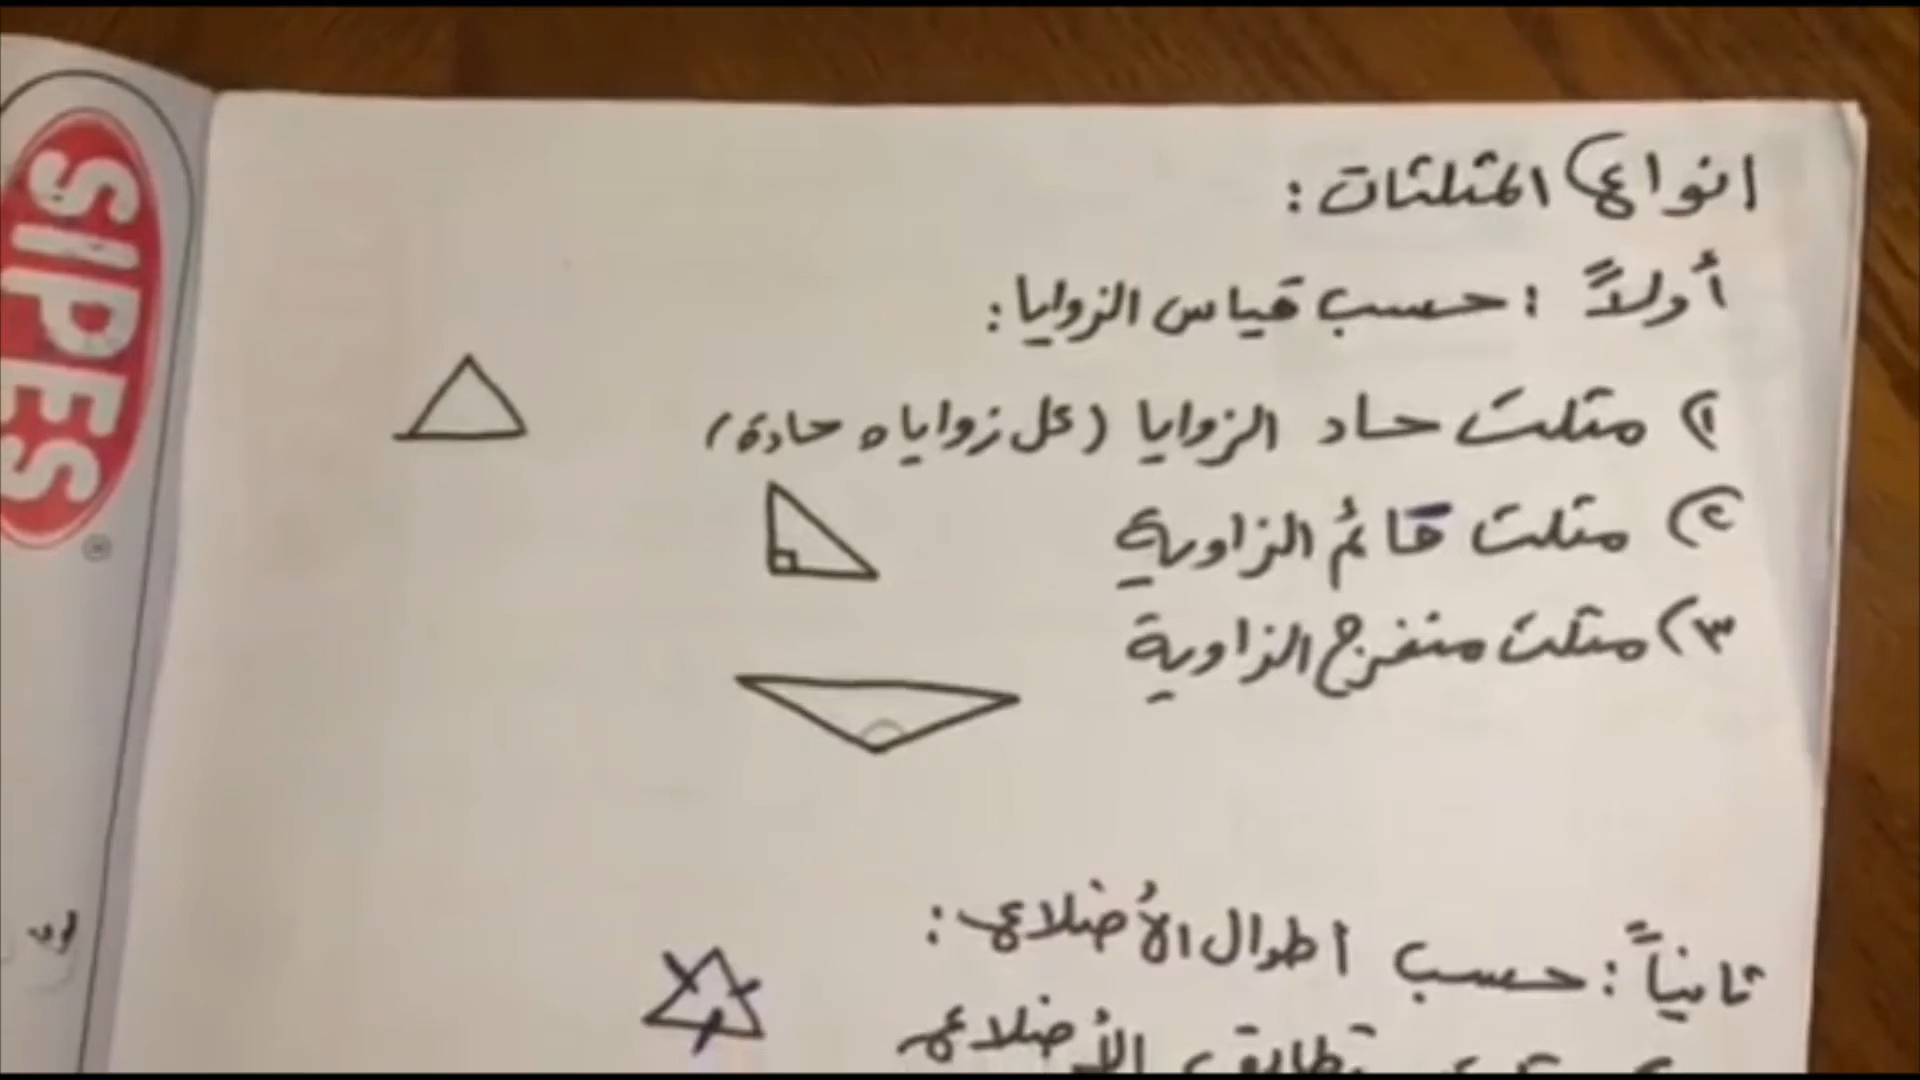 انواع المثلثات :
أولاً : حسب قياس الزوايا :
١) مثلث حاد الزوايا (كل زواياه حادة)
٢) مثلث قائم الزاوية
٣) مثلث منفرج الزاوية
ثانياً : حسب اطوال الأضلاع :
الأضلاع
SIPES
®